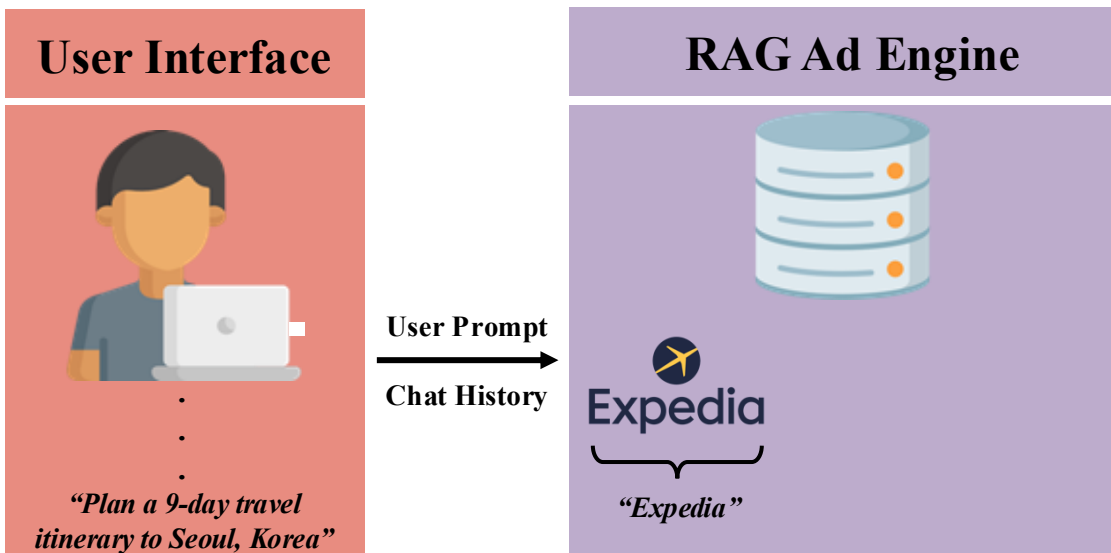 User Interface
RAG Ad Engine
User Prompt
Chat History
Expedia
“Expedia”
“Plan a 9-day travel
itinerary to Seoul, Korea”